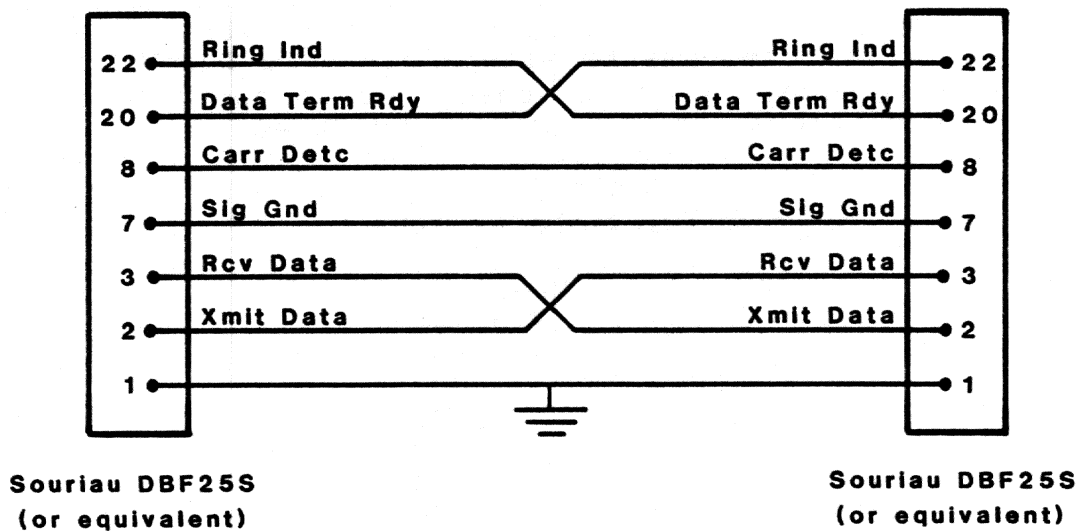 22 Ring Ind Ring Ind 22
20 Data Term Rdy Data Term Rdy 20
8 Carr Detc Carr Detc 8
7 Sig Gnd Sig Gnd 7
3 Rcv Data Rcv Data 3
2 Xmit Data Xmit Data 2
1 1
Souriau DBF25S
(or equivalent)
Souriau DBF25S
(or equivalent)